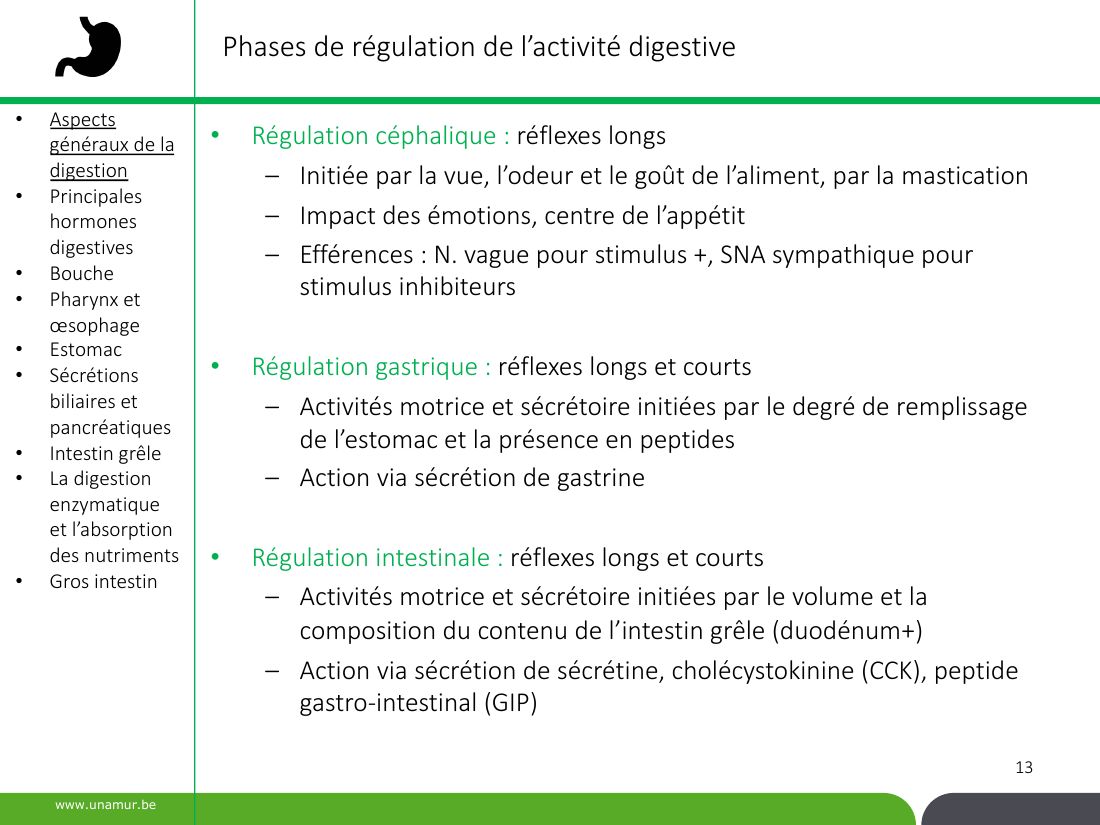 Phases de régulation de l’activité digestive
• Aspects
généraux de la
digestion
• Principales
hormones
digestives
• Bouche
• Pharynx et
œsophage
• Estomac
• Sécrétions
biliaires et
pancréatiques
• Intestin grêle
• La digestion
enzymatique
et l’absorption
des nutriments
• Gros intestin
• Régulation céphalique : réflexes longs
– Initiée par la vue, l’odeur et le goût de l’aliment, par la mastication
– Impact des émotions, centre de l’appétit
– Efférences : N. vague pour stimulus +, SNA sympathique pour
stimulus inhibiteurs
• Régulation gastrique : réflexes longs et courts
– Activités motrice et sécrétoire initiées par le degré de remplissage
de l’estomac et la présence en peptides
– Action via sécrétion de gastrine
• Régulation intestinale : réflexes longs et courts
– Activités motrice et sécrétoire initiées par le volume et la
composition du contenu de l’intestin grêle (duodénum+)
– Action via sécrétion de sécrétine, cholécystokinine (CCK), peptide
gastro-intestinal (GIP)
13
www.unamur.be